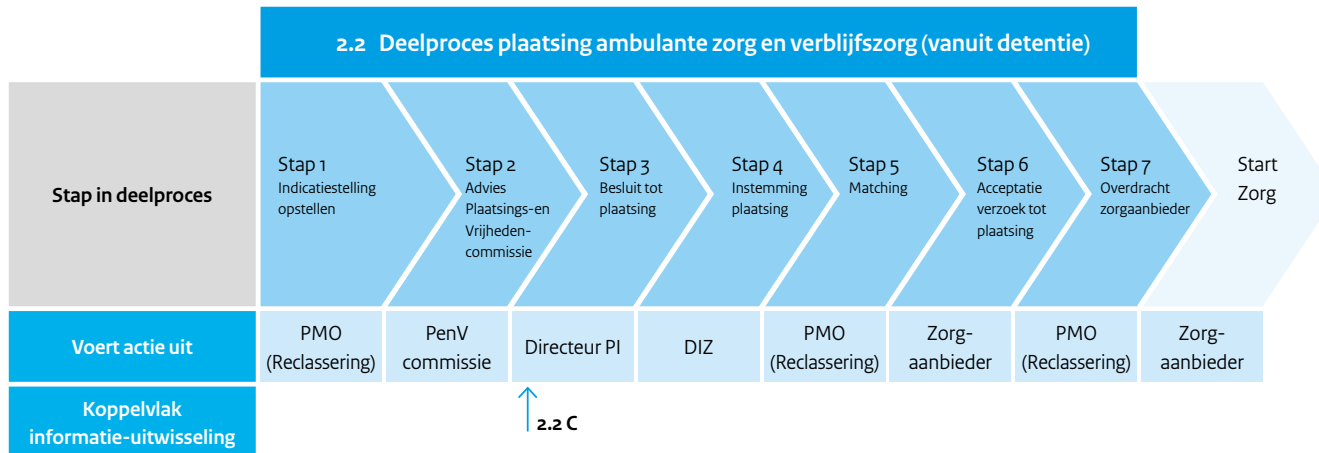 2.2 Deelproces plaatsing ambulante zorg en verblijfszorg (vanuit detentie)
Stap in deelproces
Stap 1
Indicatiestelling
opstellen
Stap 2
Advies
Plaatsings-en
Vrijheden-
commissie
Stap 3
Besluit tot
plaatsing
Stap 4
Instemming
plaatsing
Stap 5
Matching
Stap 6
Acceptatie
verzoek tot
plaatsing
Stap 7
Overdracht
zorgaanbieder
Start
Zorg
Voert actie uit
PMO
(Reclassering)
PenV
commissie
Directeur PI
DIZ
PMO
(Reclassering)
Zorg-
aanbieder
PMO
(Reclassering)
Zorg-
aanbieder
Koppelvlak
informatie-uitwisseling
2.2 C